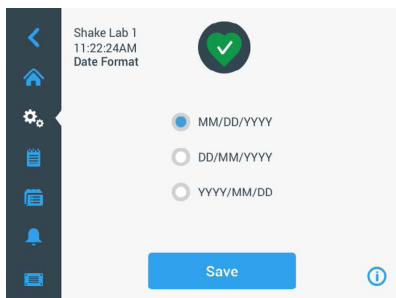 Shake Lab 1
11:22:24AM
Date Format
MM/DD/YYYY
DD/MM/YYYY
YYYY/MM/DD
Save